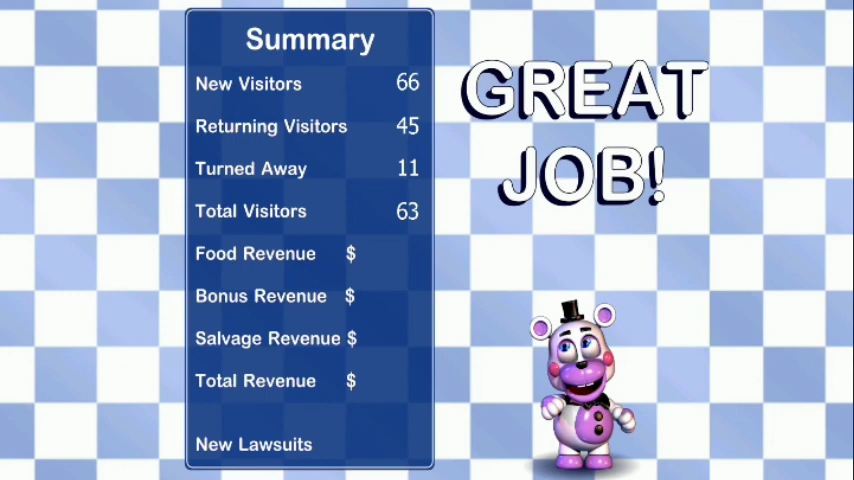 Summary
New Visitors 66
Returning Visitors 45
Turned Away 11
Total Visitors 63
Food Revenue $
Bonus Revenue $
Salvage Revenue $
Total Revenue $
New Lawsuits
GREAT
JOB!